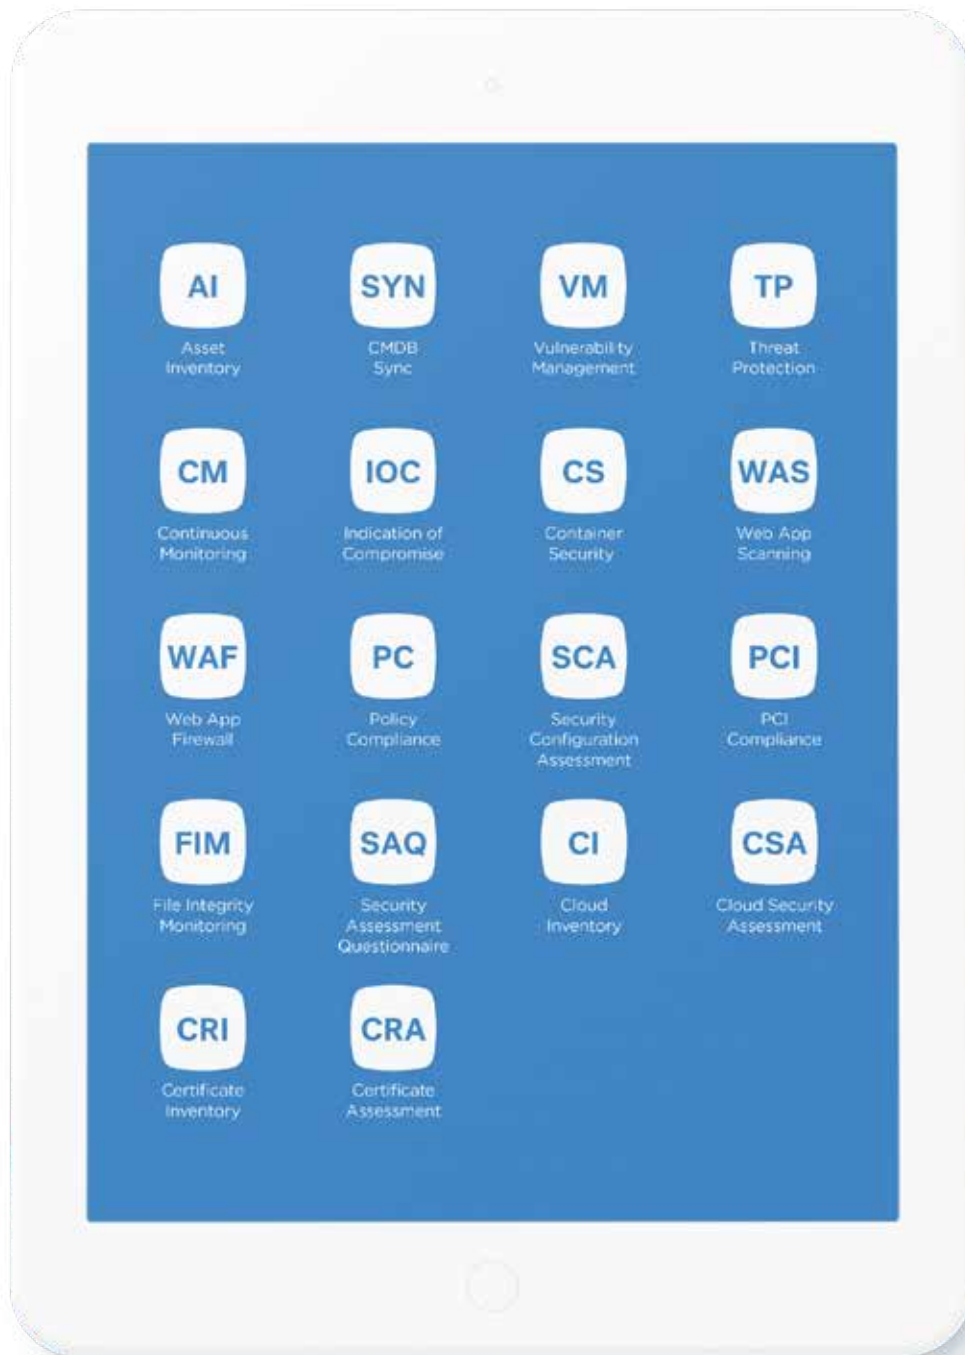 AI SYN VM TP
Asset CMDB Vulnerability Threat
Inventory Sync Management Protection
CM IOC CS WAS
Continuous Indication of Container Web App
Monitoring Compromise Security Scanning
WAF PC SCA PCI
Web App Policy Security PCI
Firewall Compliance Configuration Compliance
Assessment
FIM SAQ CI CSA
File Integrity Security Cloud Cloud Security
Monitoring Assessment Inventory Assessment
Questionnaire
CRI CRA
Certificate Certificate
Inventory Assessment